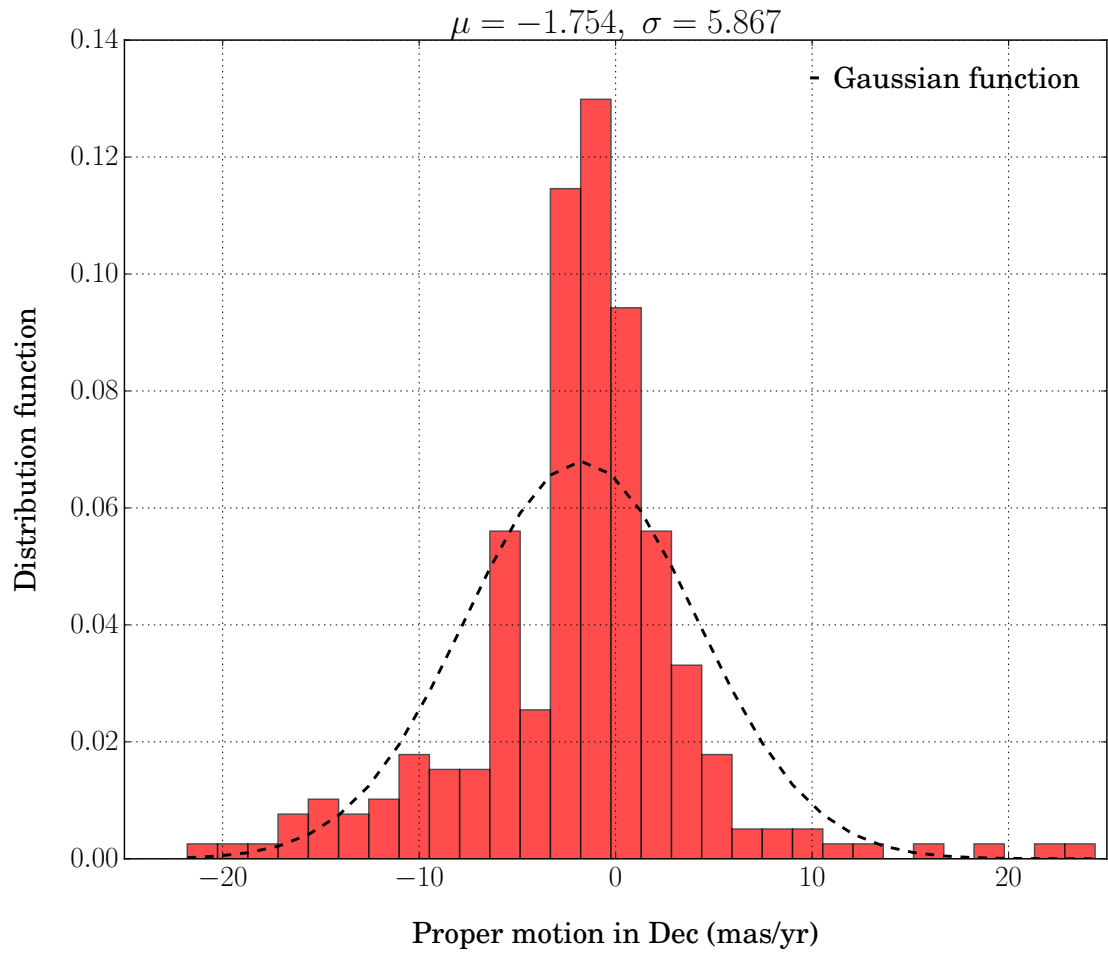 μ = −1.754, σ = 5.867
0.14
Gaussian function
0.12
0.10
0.08
0.06
0.04
0.02
0.00
Distribution function
−20 −10 0 10 20
Proper motion in Dec (mas/yr)